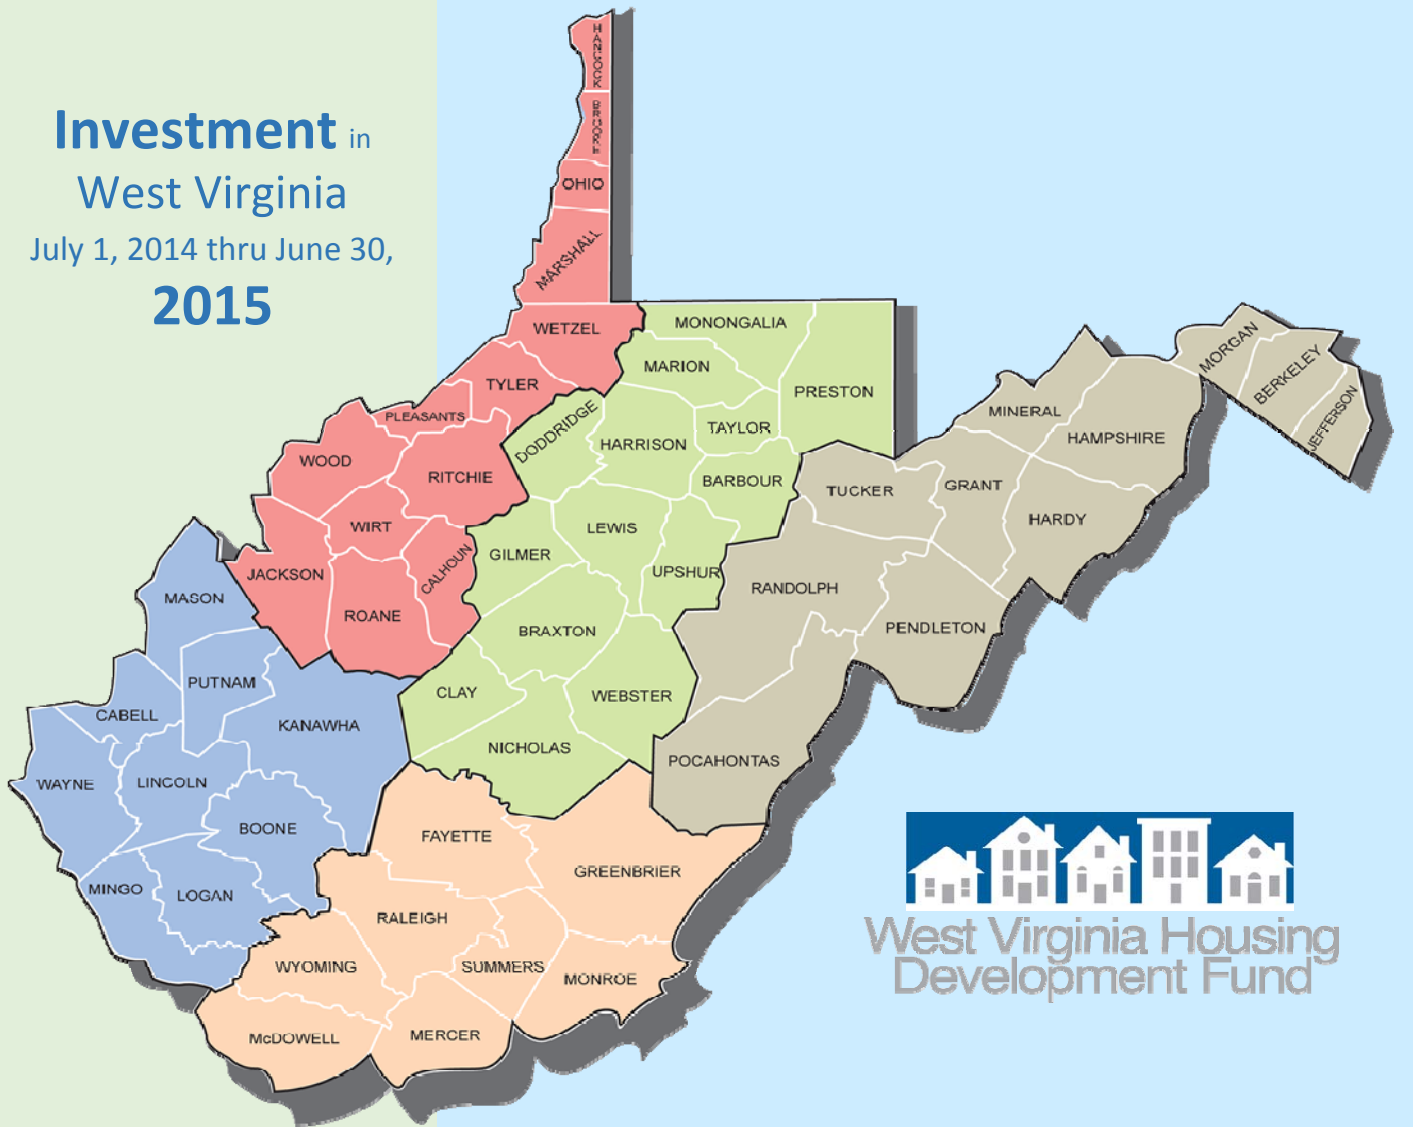 Investment in
West Virginia
July 1, 2014 thru June 30,
2015
HANCOCK
BROOKE
OHIO
MARSHALL
WETZEL
MONONGALIA
MARION
TYLER
PRESTON
PLEASANTS
DODDRIDGE
HARRISON
TAYLOR
WOOD
RITCHIE
BARBOUR
WIRT
LEWIS
GILMER
CALHOUN
UPSHUR
JACKSON
ROANE
BRAXTON
CLAY
WEBSTER
NICHOLAS
MORGAN
BERKELEY
JEFFERSON
MINERAL
HAMPSHIRE
TUCKER
GRANT
HARDY
RANDOLPH
PENDLETON
POCAHONTAS
MASON
PUTNAM
CABELL
KANAWHA
WAYNE
LINCOLN
BOONE
MINGO
LOGAN
FAYETTE
GREENBRIER
RALEIGH
WYOMING
SUMMERS
MONROE
McDOWELL
MERCER
West Virginia Housing
Development Fund